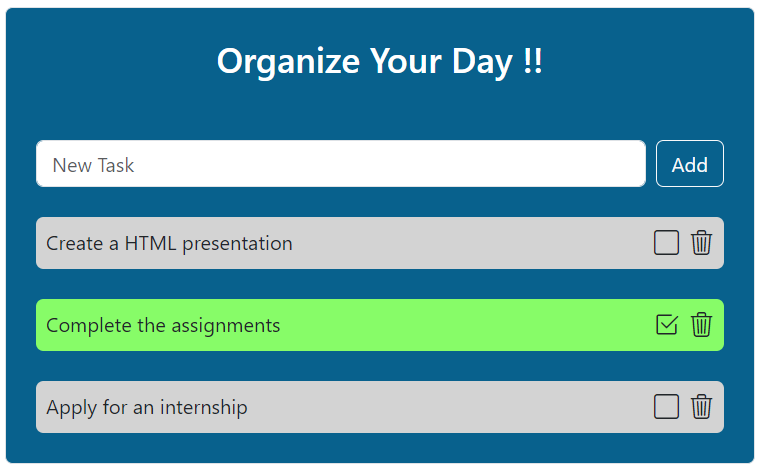 Organize Your Day !!
New Task
Add
Create a HTML presentation
Complete the assignments
Apply for an internship